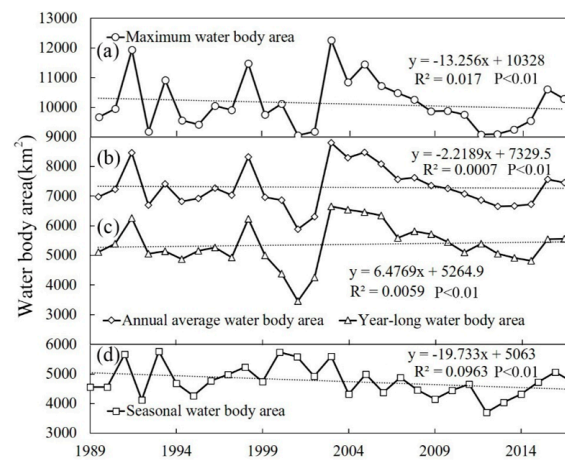 13000
(a) Maximum water body area
12000
y = -13.256x + 10328
11000
R² = 0.017 P<0.01
10000
9000
(b)
y = -2.2189x + 7329.5
8000
R² = 0.0007 P<0.01
7000
6000
(c)
5000
6.4769x + 5264.9
4000
R² = 0.0059 P<0.01
3000
Annual average water body area
Year-long water body area
2000
Water body area(km²)
6000
(d)
y = -19.733x + 5063
R² = 0.0963 P<0.01
5000
4000
Seasonal water body area
3000
1989 1994 1999 2004 2009 2014